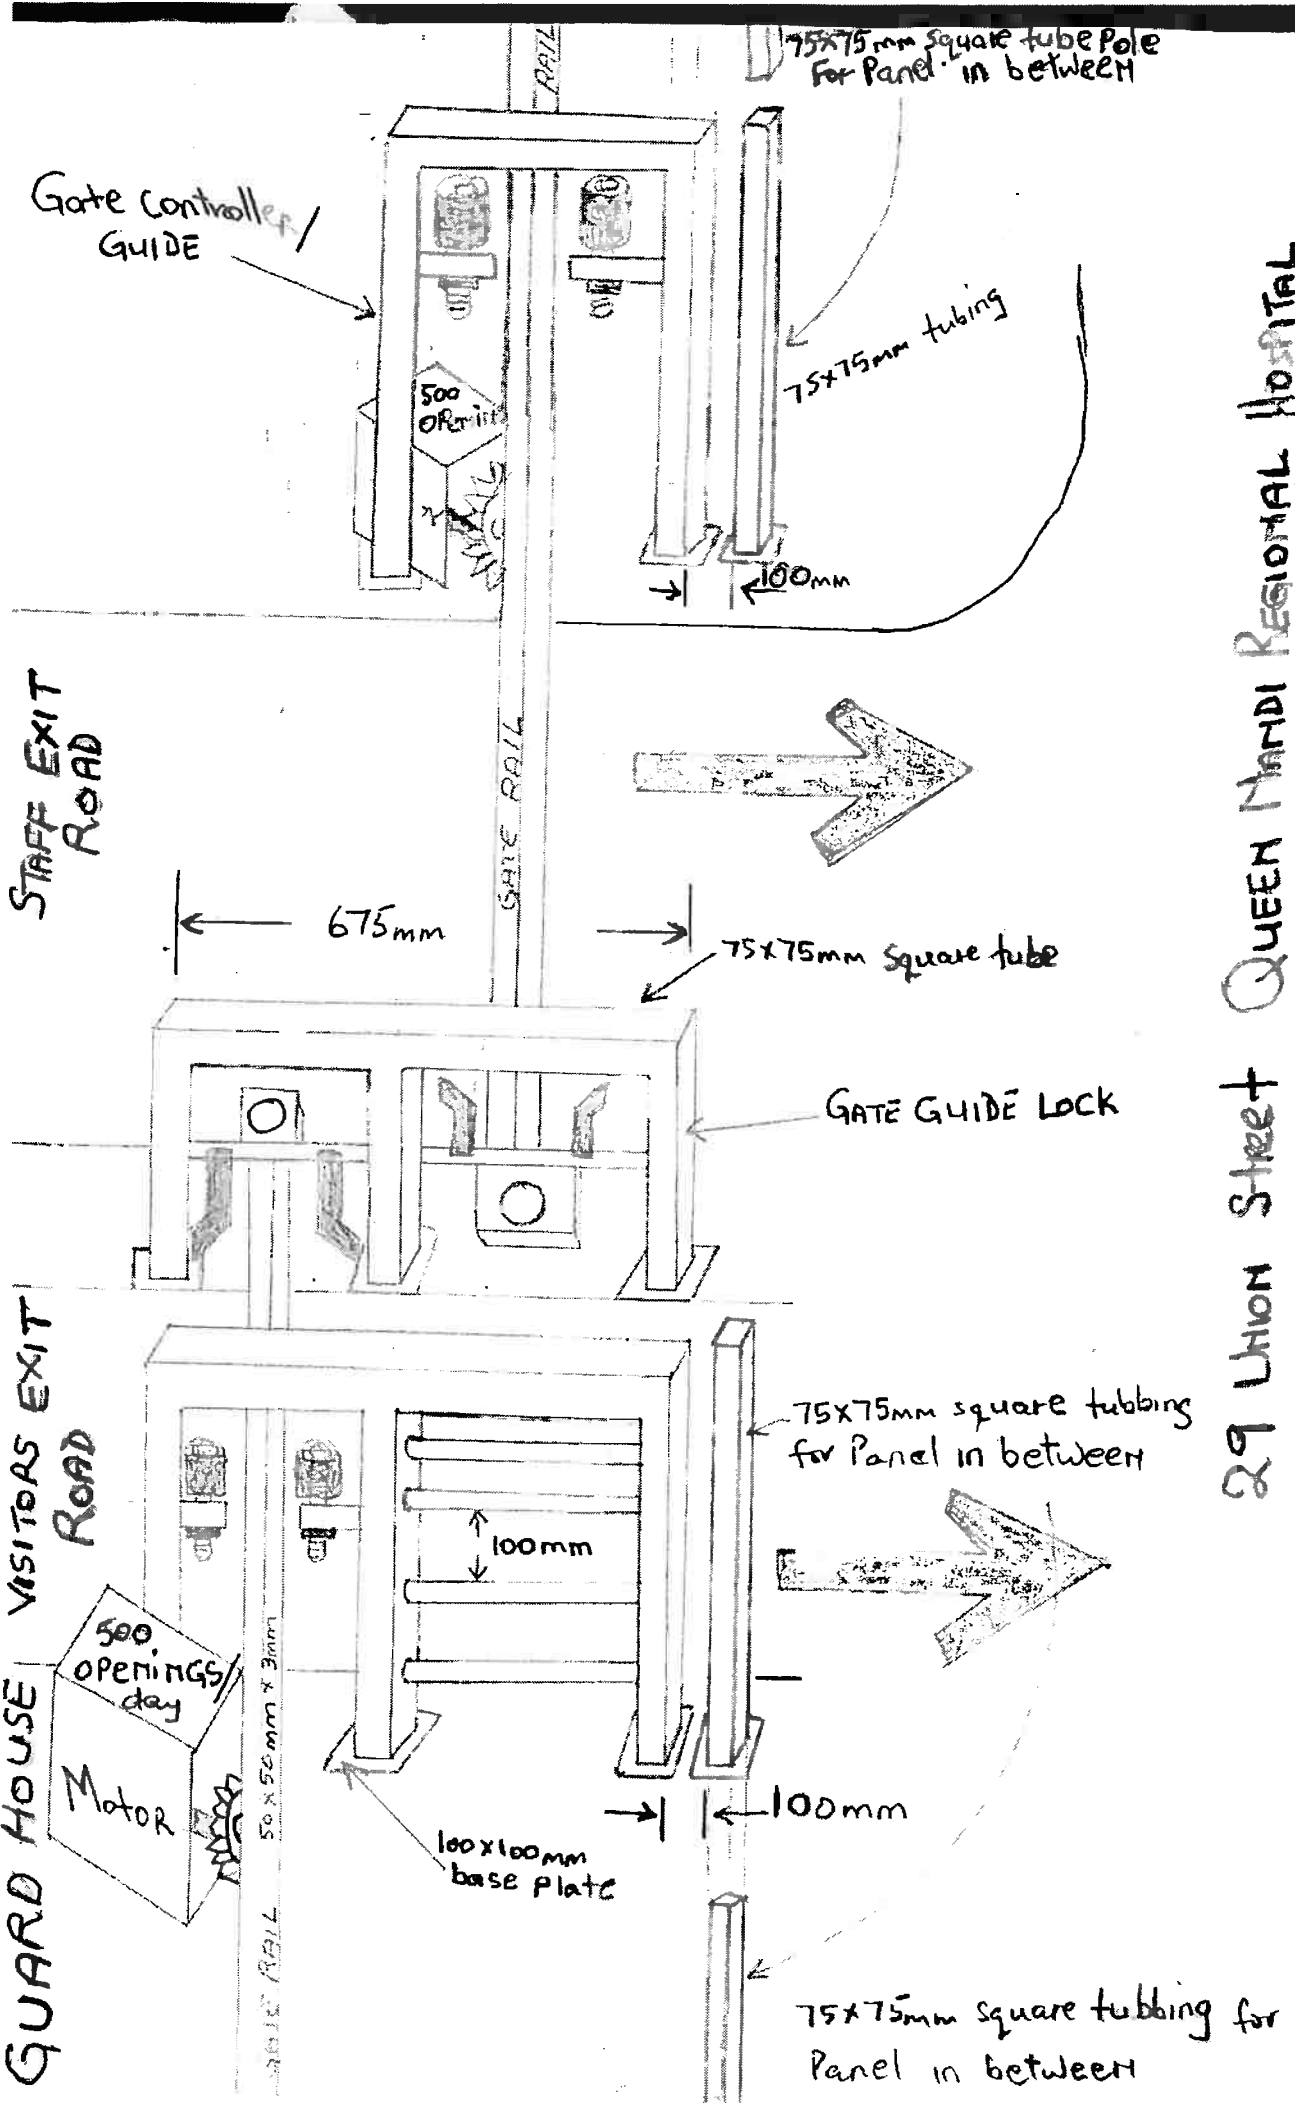 RAIL
75x75mm square tube Pole
For Panel in between
Gate controller/
GUIDE
75x75mm tubing
500
100mm
STAFF EXIT
ROAD
GATE RAIL
675mm
75x75mm square tube
GATE GUIDE LOCK
QUEEN NANDI REGIONAL HOSPITAL
29 UNION Street
VISITORS EXIT
ROAD
75x75mm square tubbing
for Panel in between
100mm
500
OPENINGS/
day
Motor
50x50mm x 3mm
GATE RAIL
100mm
100x100mm
base plate
GUARD HOUSE
75x75mm square tubbing for
Panel in between